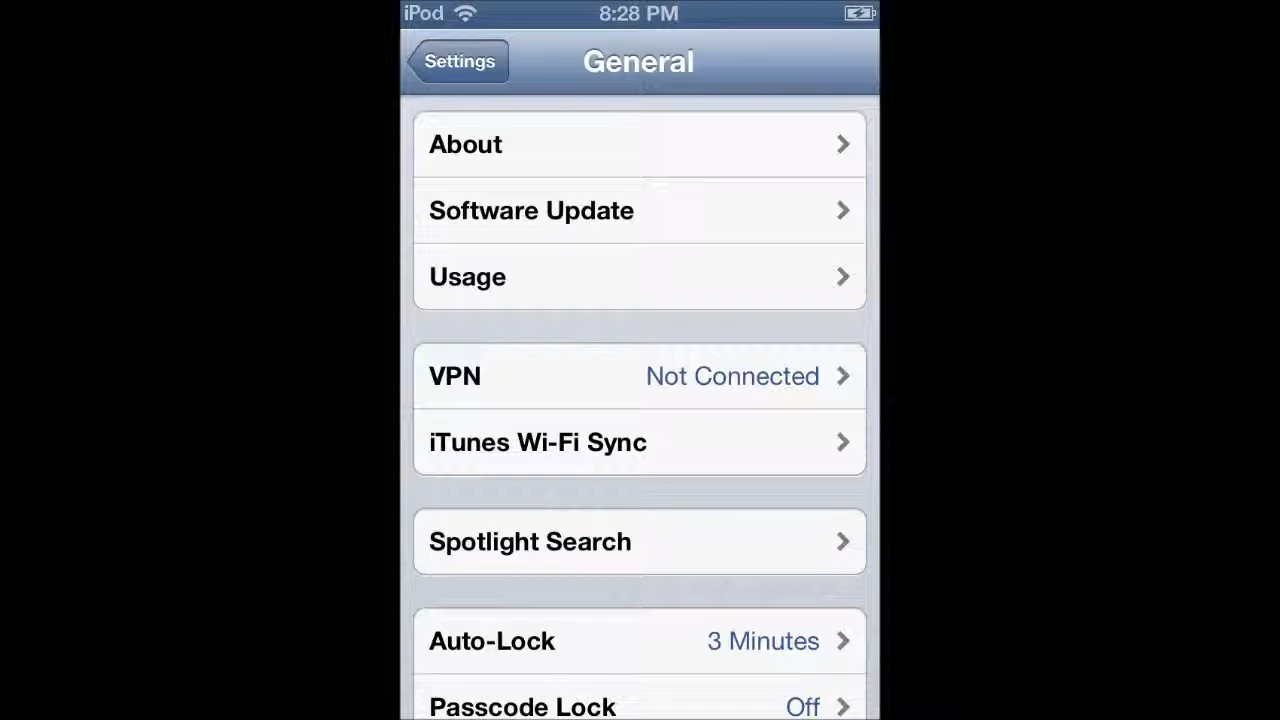 iPod 8:28 PM
Settings General
About
Software Update
Usage
VPN Not Connected
iTunes Wi-Fi Sync
Spotlight Search
Auto-Lock 3 Minutes
Passcode Lock Off